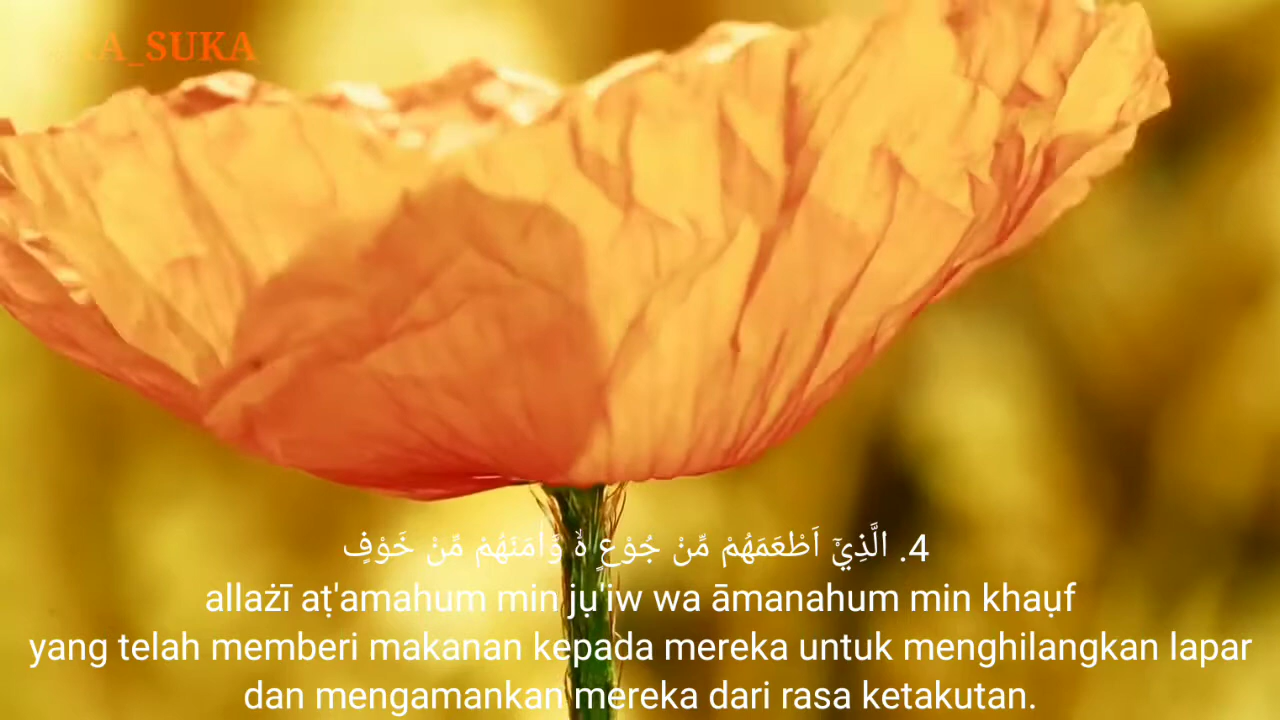 A_SUKA
4. الَّذِيْٓ اَطْعَمَهُمْ مِّنْ جُوْعٍ ەۙ وَّاٰمَنَهُمْ مِّنْ خَوْفٍ
allażī aṭ'amahum min jụ'iw wa āmanahum min khaụf
yang telah memberi makanan kepada mereka untuk menghilangkan lapar
dan mengamankan mereka dari rasa ketakutan.